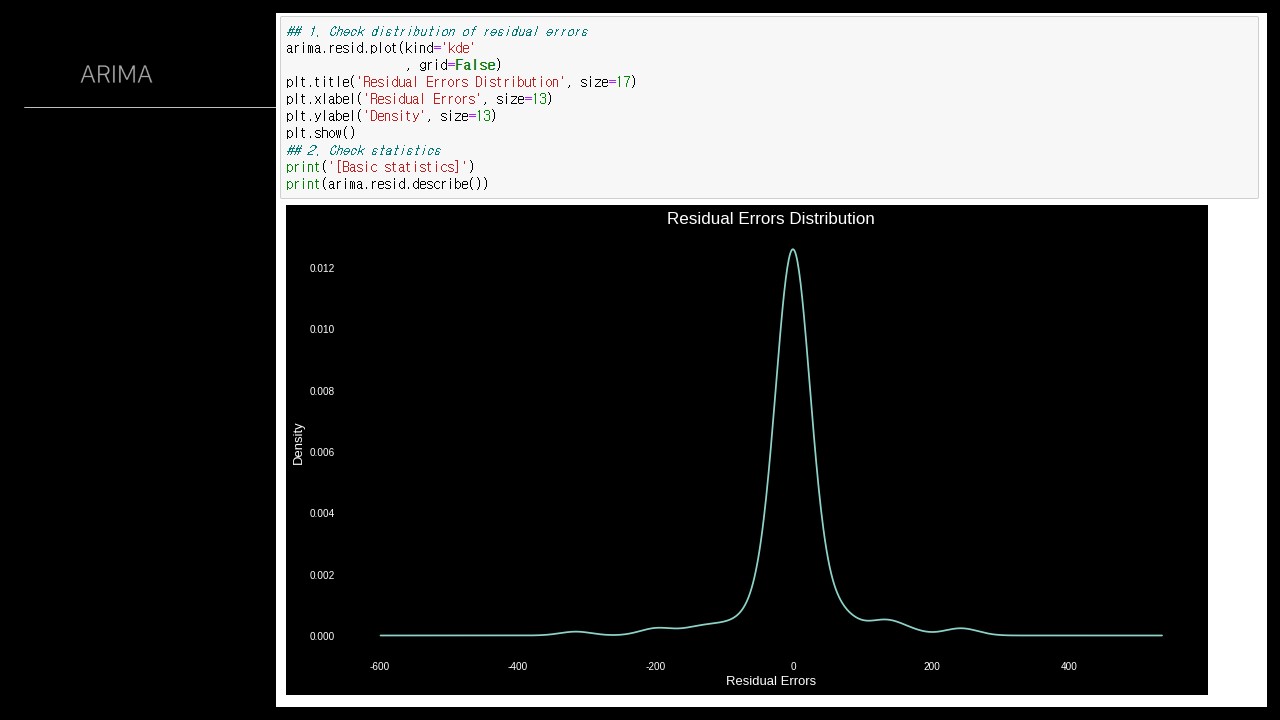 ARIMA
## 1. Check distribution of residual errors
arima.resid.plot(kind='kde'
, grid=False)
plt.title('Residual Errors Distribution', size=17)
plt.xlabel('Residual Errors', size=13)
plt.ylabel('Density', size=13)
plt.show()
## 2. Check statistics
print('[Basic statistics]')
print(arima.resid.describe())
Residual Errors Distribution
0.012
0.010
0.008
0.006
0.004
0.002
0.000
Density
-600 -400 -200 0 200 400
Residual Errors